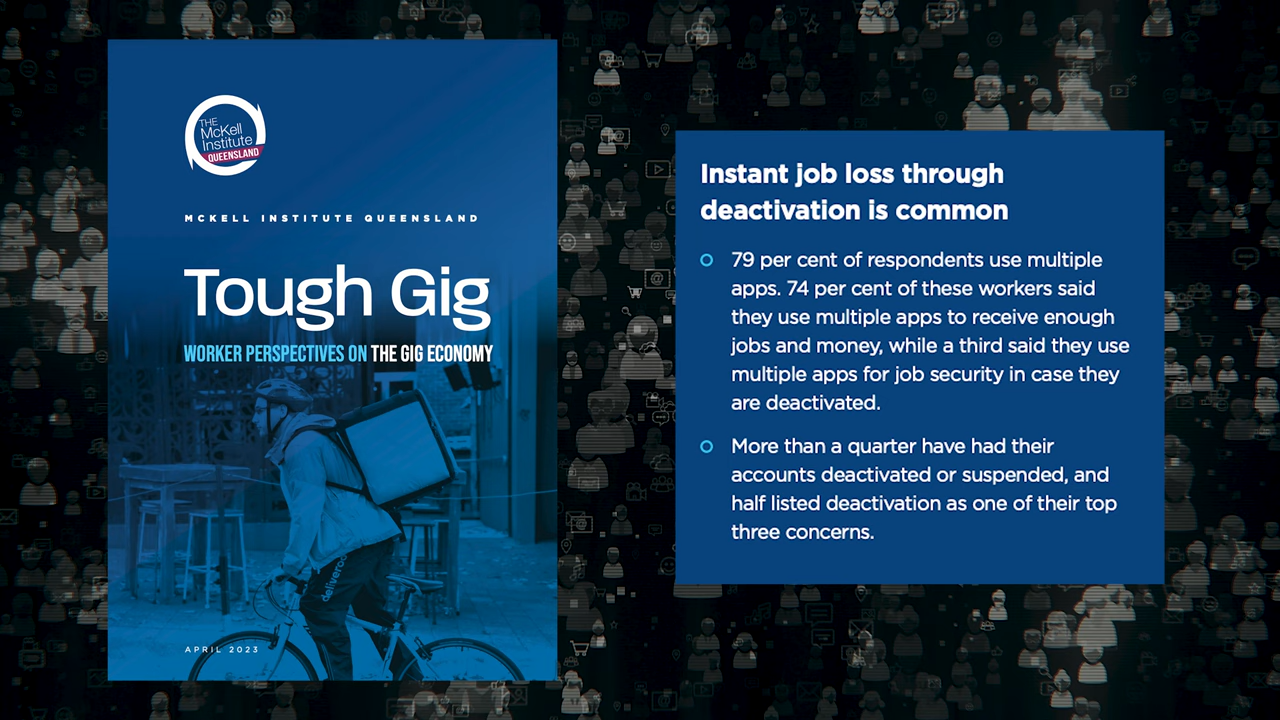 THE
McKell
Institute
QUEENSLAND
MCKELL INSTITUTE QUEENSLAND
Tough Gig
WORKER PERSPECTIVES ON THE GIG ECONOMY
APRIL 2023
Instant job loss through
deactivation is common
79 per cent of respondents use multiple
apps. 74 per cent of these workers said
they use multiple apps to receive enough
jobs and money, while a third said they use
multiple apps for job security in case they
are deactivated.
More than a quarter have had their
accounts deactivated or suspended, and
half listed deactivation as one of their top
three concerns.